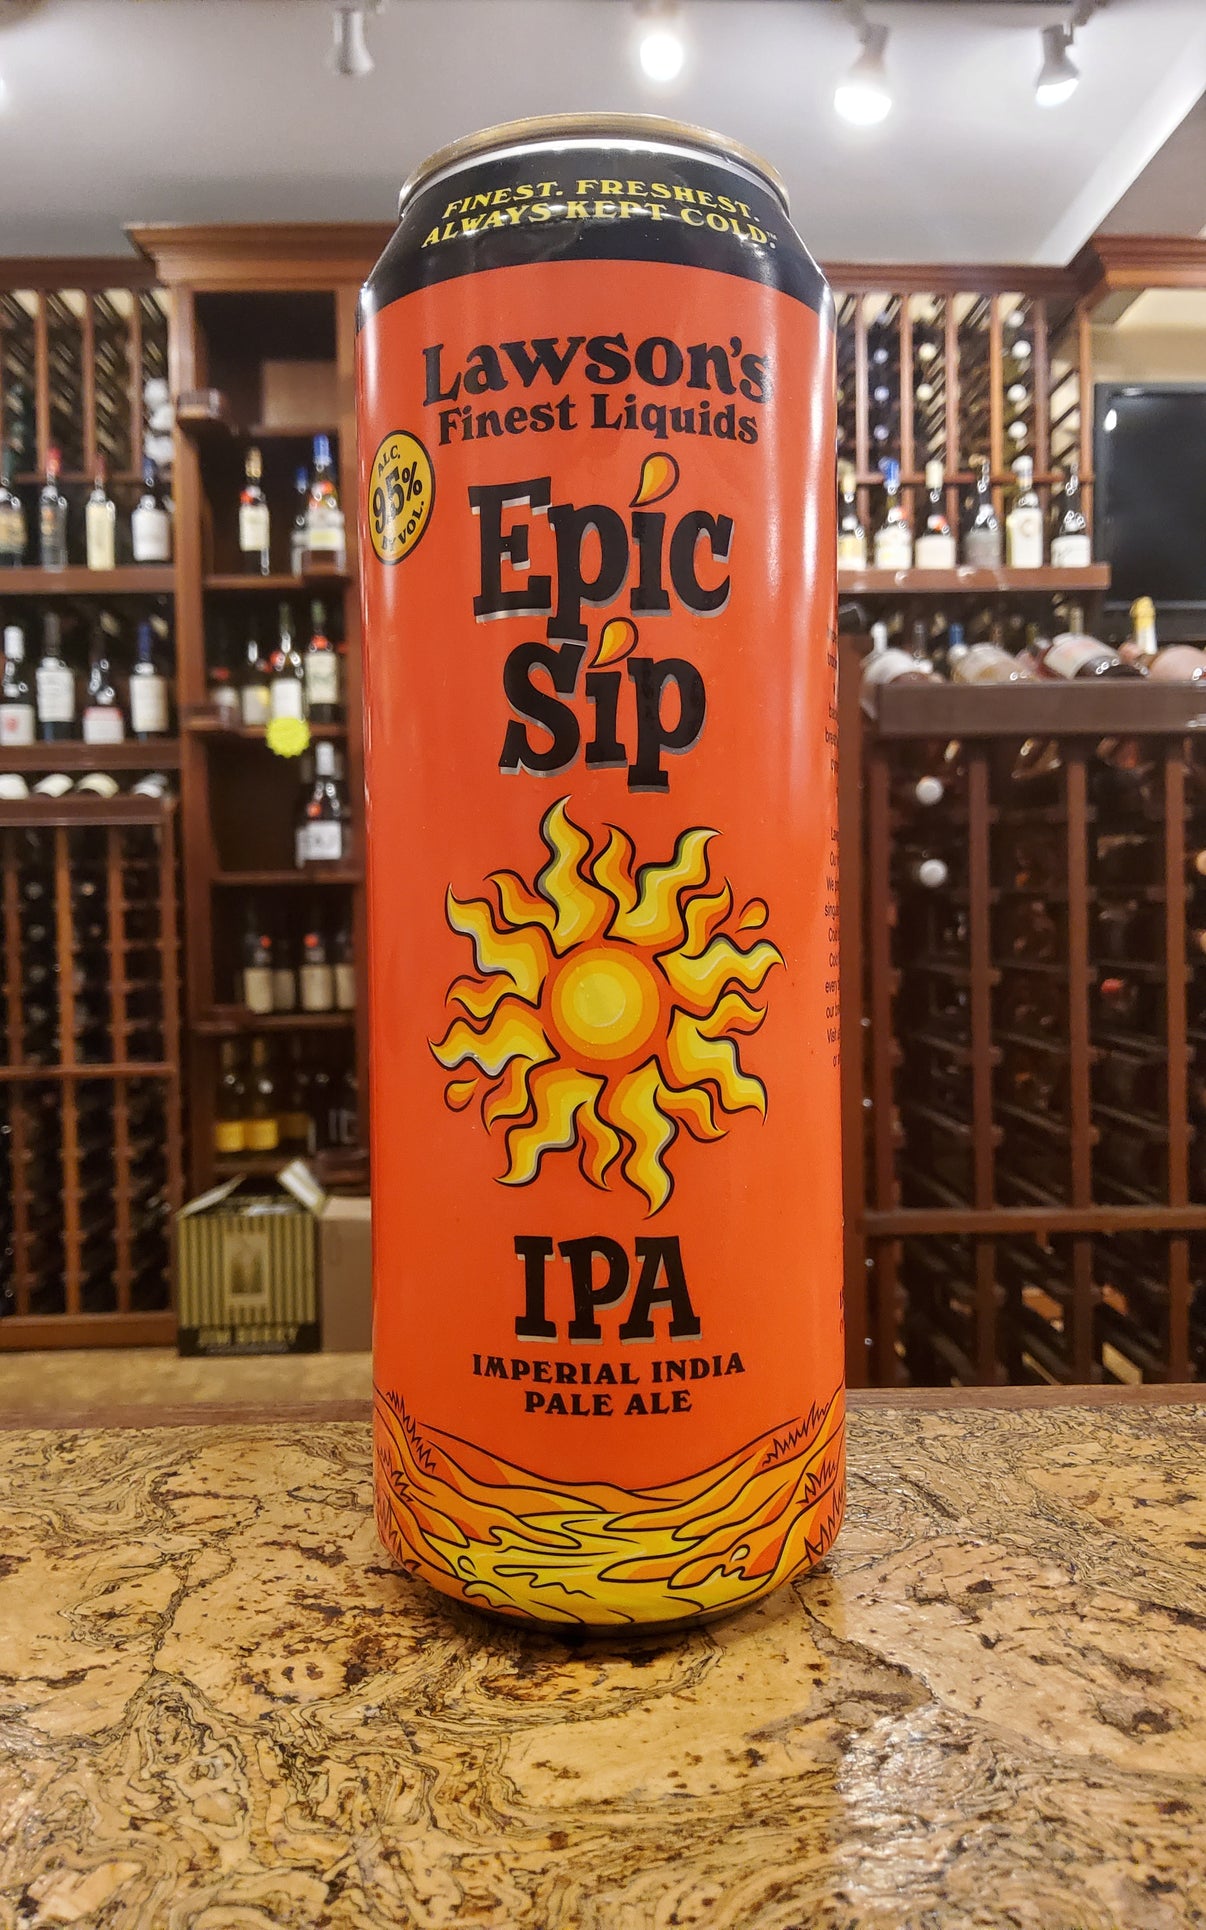 FINEST. FRESHEST.
ALWAYS KEPT COLD.™
Lawson's
Finest Liquids
ALC.
9.5%
BY VOL.
Epic
Sip
IPA
IMPERIAL INDIA
PALE ALE